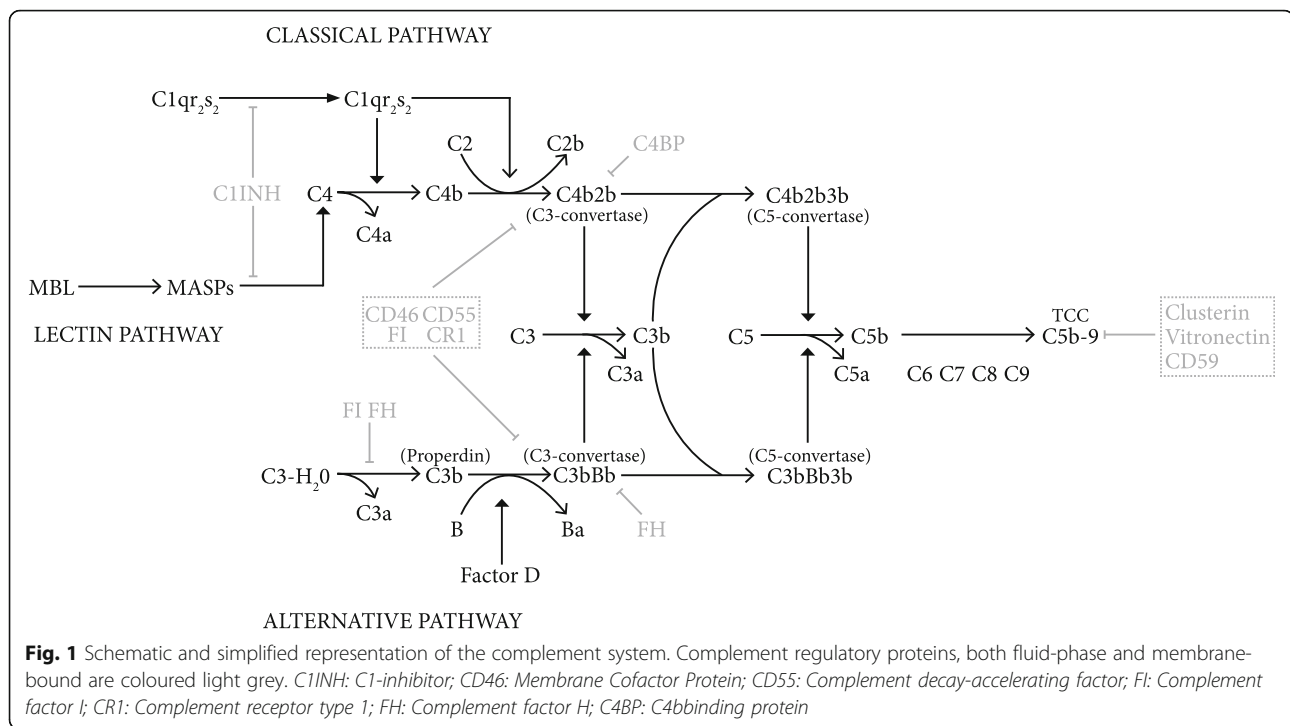 CLASSICAL PATHWAY
C1qr₂s₂ C1qr₂s₂
C2 C2b C4BP
C1INH C4 C4b C4b2b C4b2b3b
(C3-convertase) (C5-convertase)
C4a
MBL MASPs
LECTIN PATHWAY
CD46 CD55
FI CR1
C3 C3b C5 C5b
TCC
C5b-9
Clusterin
Vitronectin
CD59
C3a C5a C6 C7 C8 C9
FI FH
(Properdin) (C3-convertase) (C5-convertase)
C3-H₂0 C3b C3bBb C3bBb3b
C3a B Ba FH
Factor D
ALTERNATIVE PATHWAY
Fig. 1 Schematic and simplified representation of the complement system. Complement regulatory proteins, both fluid-phase and membrane-
bound are coloured light grey. C1INH: C1-inhibitor; CD46: Membrane Cofactor Protein; CD55: Complement decay-accelerating factor; FI: Complement
factor I; CR1: Complement receptor type 1; FH: Complement factor H; C4BP: C4bbinding protein